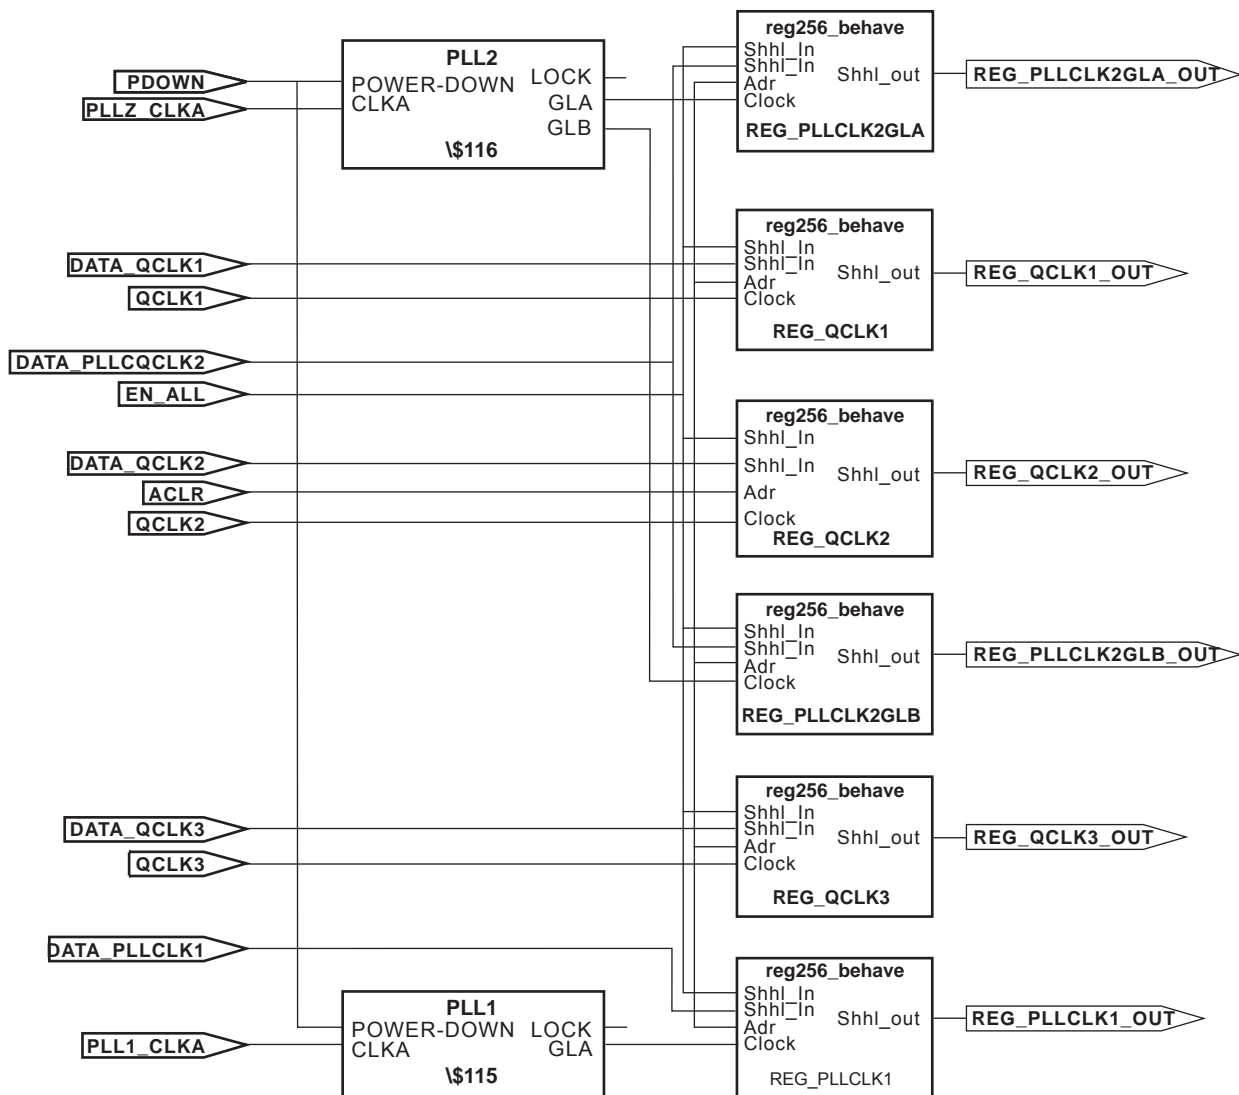 reg256_behave
Shhl_In
Shhl_In
Adr
Clock
Shhl_out
REG_PLLCLK2GLA
REG_PLLCLK2GLA_OUT
PDOWN
PLLZ_CLKA
PLL2
POWER-DOWN
CLKA
LOCK
GLA
GLB
\$116
reg256_behave
Shhl_In
Shhl_In
Adr
Clock
Shhl_out
REG_QCLK1
REG_QCLK1_OUT
DATA_QCLK1
QCLK1
DATA_PLLCQCLK2
EN_ALL
reg256_behave
Shhl_In
Shhl_In
Adr
Clock
Shhl_out
REG_QCLK2
REG_QCLK2_OUT
DATA_QCLK2
ACLR
QCLK2
reg256_behave
Shhl_In
Shhl_In
Adr
Clock
Shhl_out
REG_PLLCLK2GLB
REG_PLLCLK2GLB_OUT
reg256_behave
Shhl_In
Shhl_In
Adr
Clock
Shhl_out
REG_QCLK3
REG_QCLK3_OUT
DATA_QCLK3
QCLK3
DATA_PLLCLK1
PLL1_CLKA
PLL1
POWER-DOWN
CLKA
LOCK
GLA
\$115
reg256_behave
Shhl_In
Shhl_In
Adr
Clock
Shhl_out
REG_PLLCLK1
REG_PLLCLK1_OUT